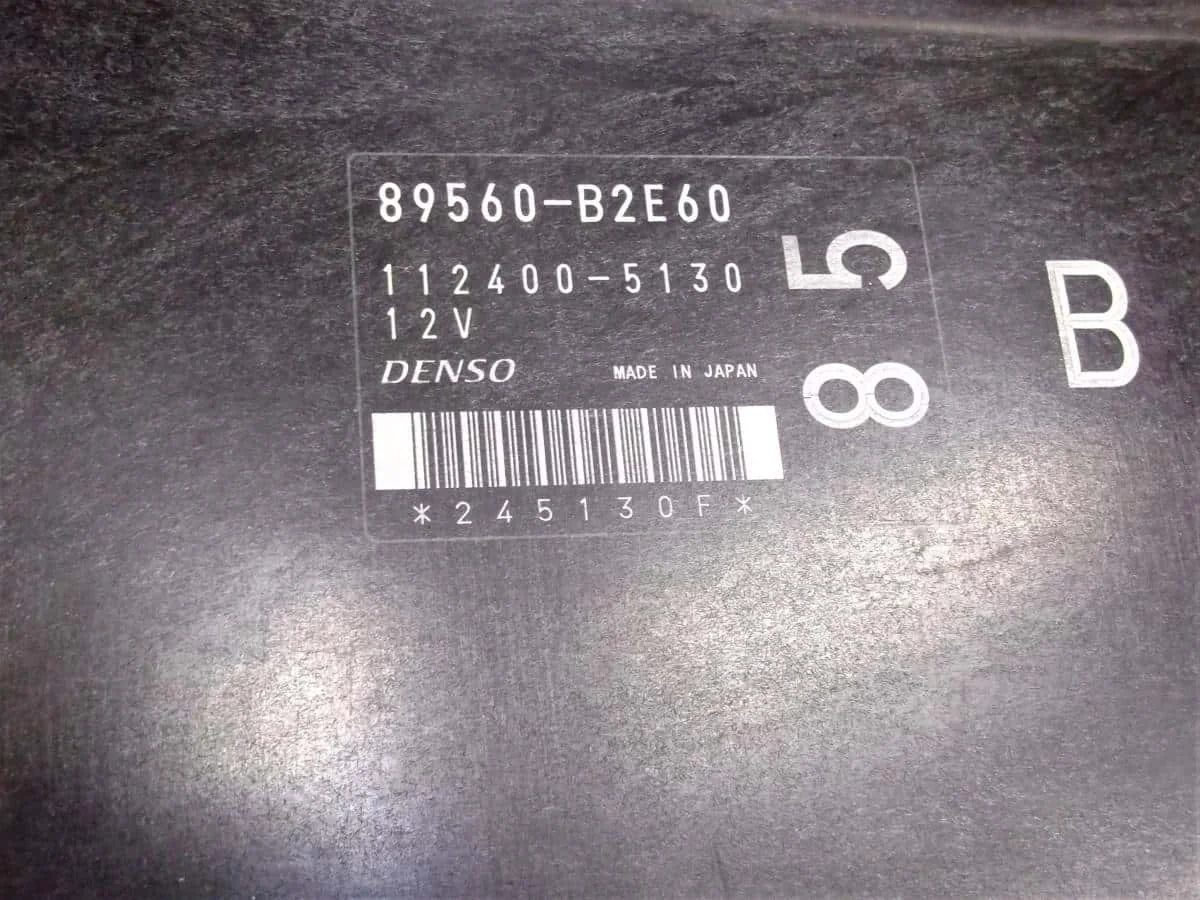 89560-B2E60
112400-5130
12V
DENSO MADE IN JAPAN
*245130F*
85
B